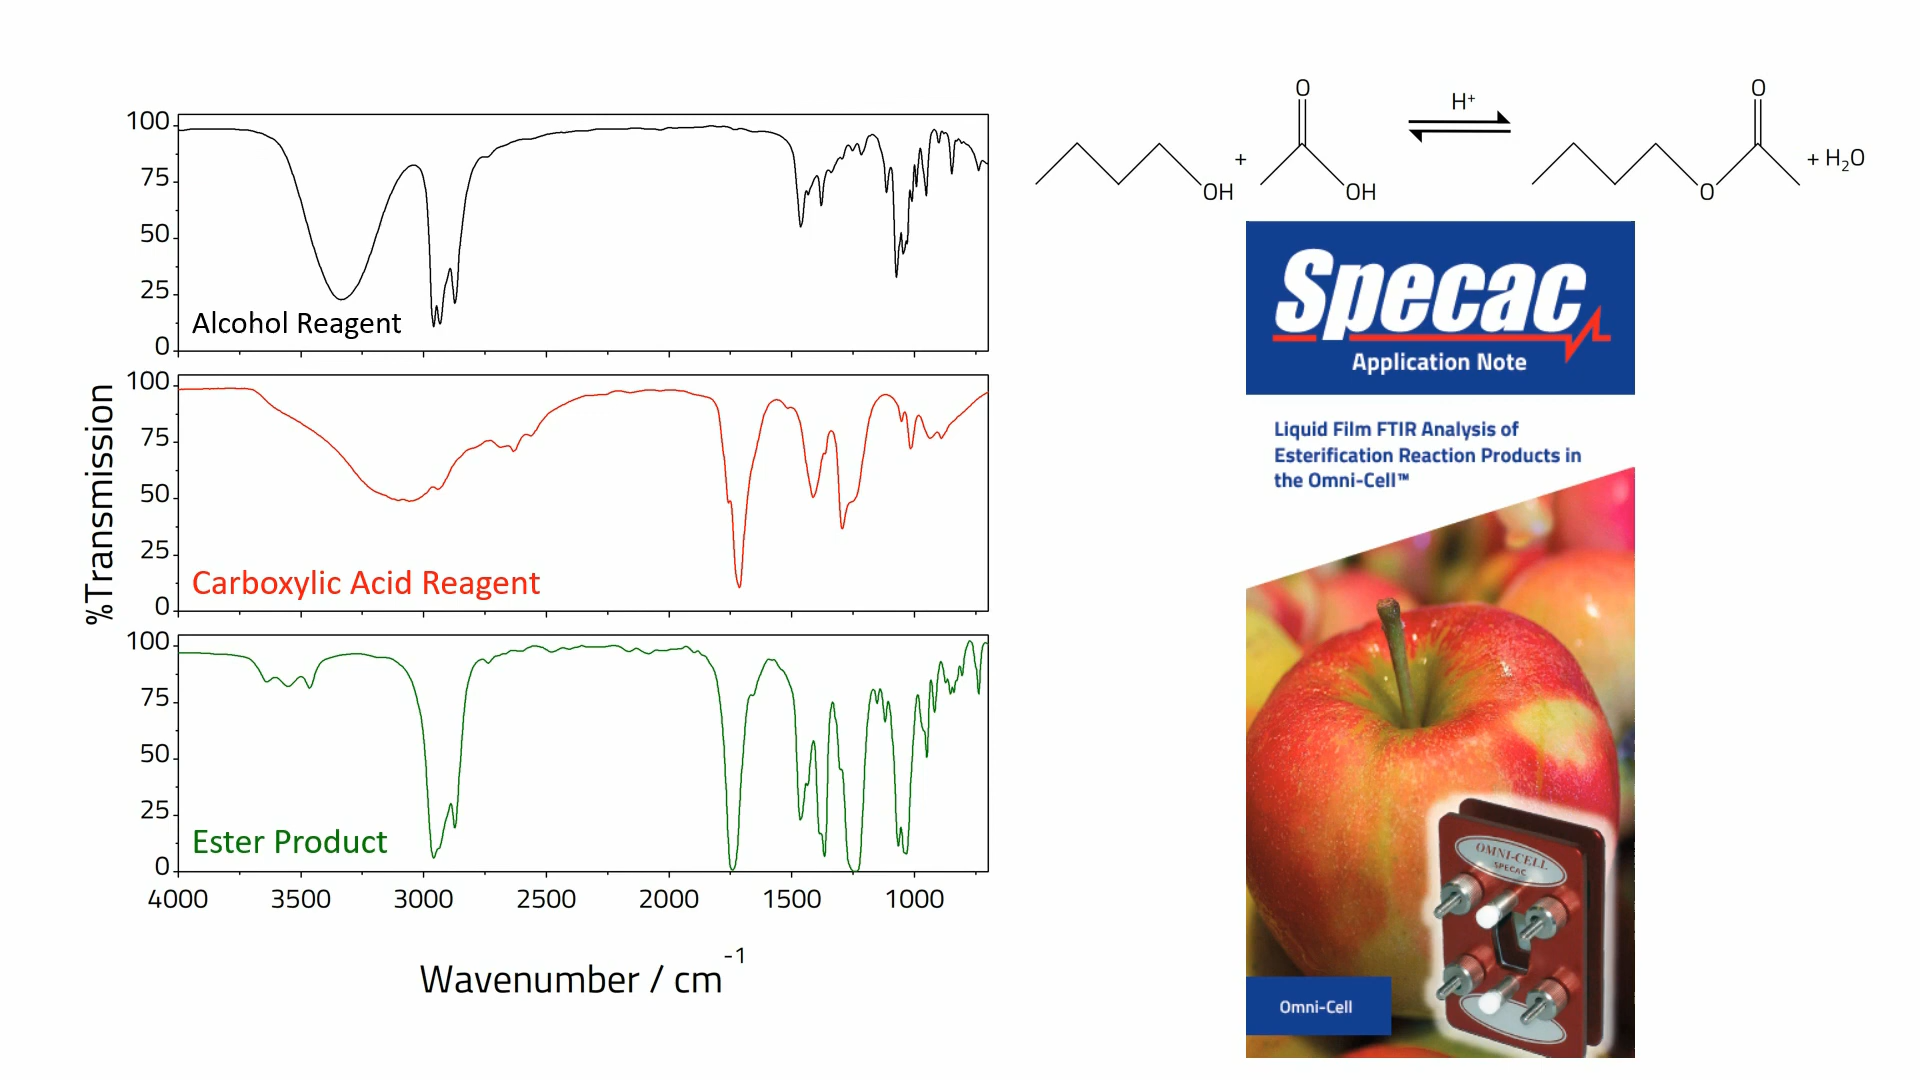 100
75
50
25
0
Alcohol Reagent
100
75
50
25
0
Carboxylic Acid Reagent
100
75
50
25
0
Ester Product
4000 3500 3000 2500 2000 1500 1000
%Transmission
Wavenumber / cm⁻¹
O
OH
+
O
OH
H⁺
O
O
+ H₂O
Specac
Application Note
Liquid Film FTIR Analysis of
Esterification Reaction Products in
the Omni-Cell™
OMNI-CELL
SPECAC
Omni-Cell